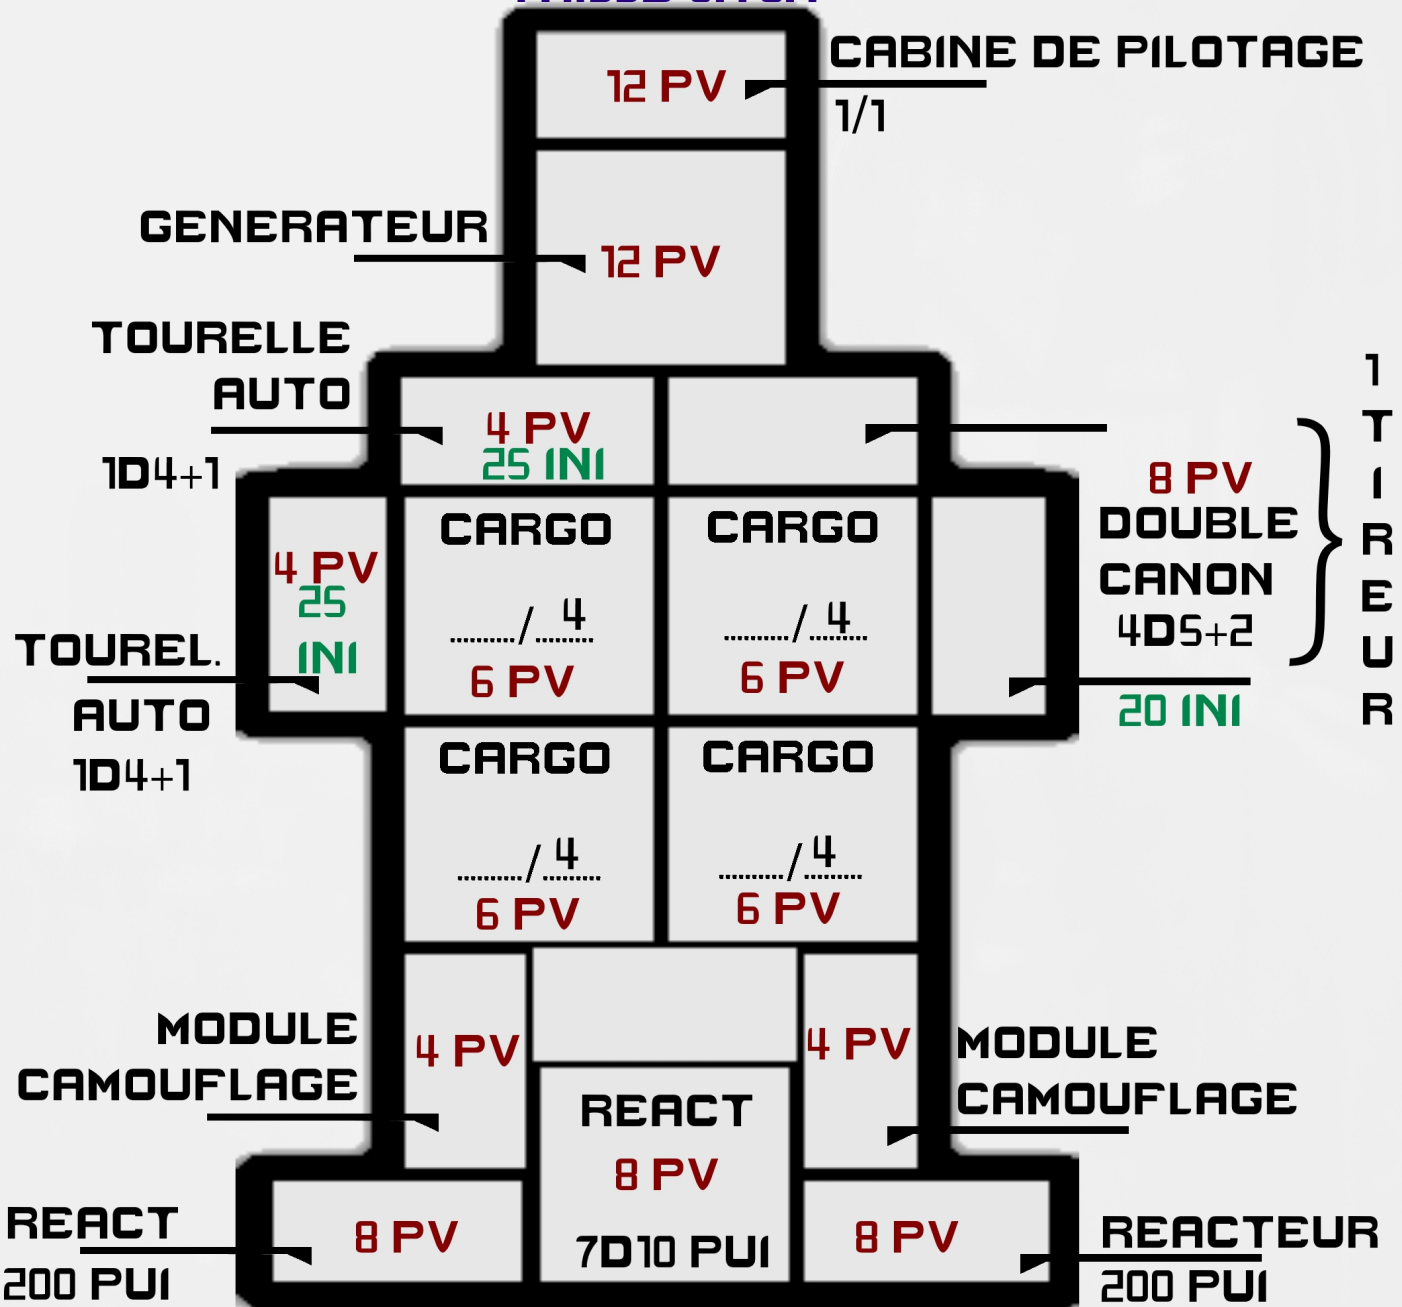 CABINE DE PILOTAGE
12 PV
1/1
GENERATEUR
12 PV
TOURELLE
AUTO
4 PV
25 INI
1D4+1
8 PV
DOUBLE
CANON
4D5+2
20 INI
1
T
I
R
E
U
R
4 PV
25
INI
TOUREL.
AUTO
1D4+1
CARGO
......../ 4
6 PV
CARGO
......../ 4
6 PV
CARGO
......../ 4
6 PV
CARGO
......../ 4
6 PV
MODULE
CAMOUFLAGE
4 PV
4 PV
MODULE
CAMOUFLAGE
REACT
8 PV
7D10 PUI
REACT
8 PV
200 PUI
8 PV
REACTEUR
200 PUI